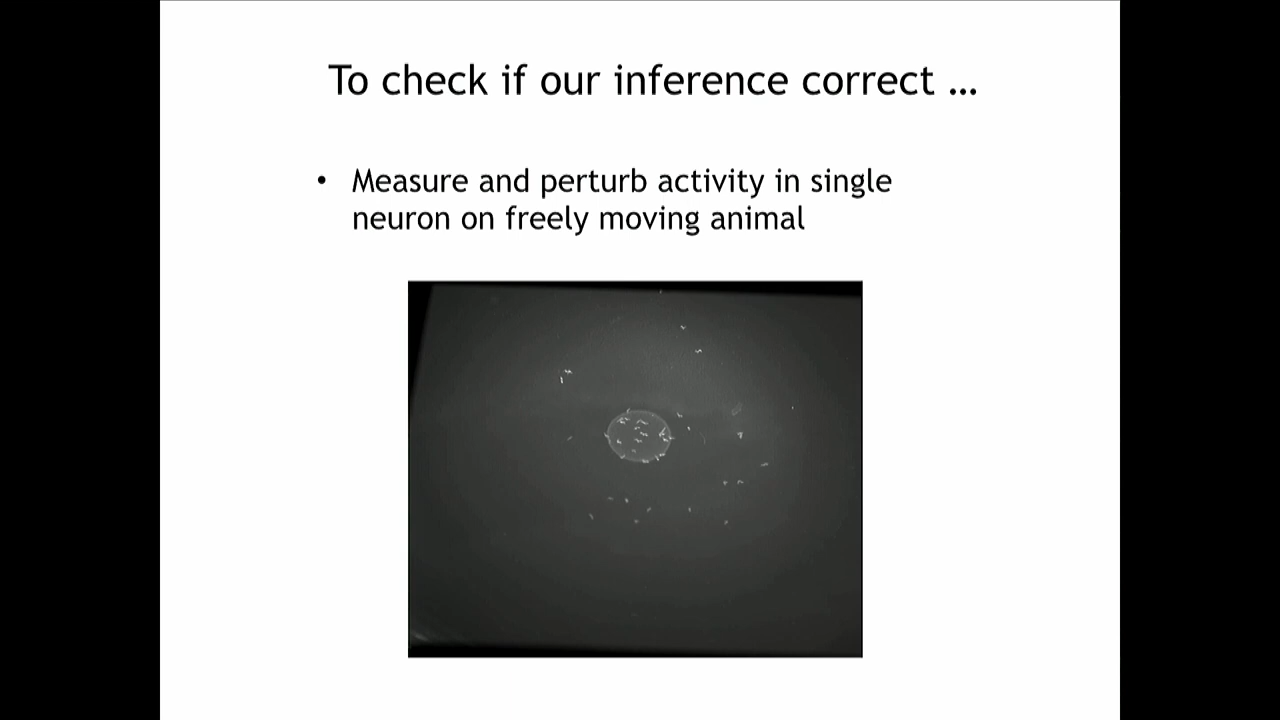 To check if our inference correct …
• Measure and perturb activity in single
neuron on freely moving animal